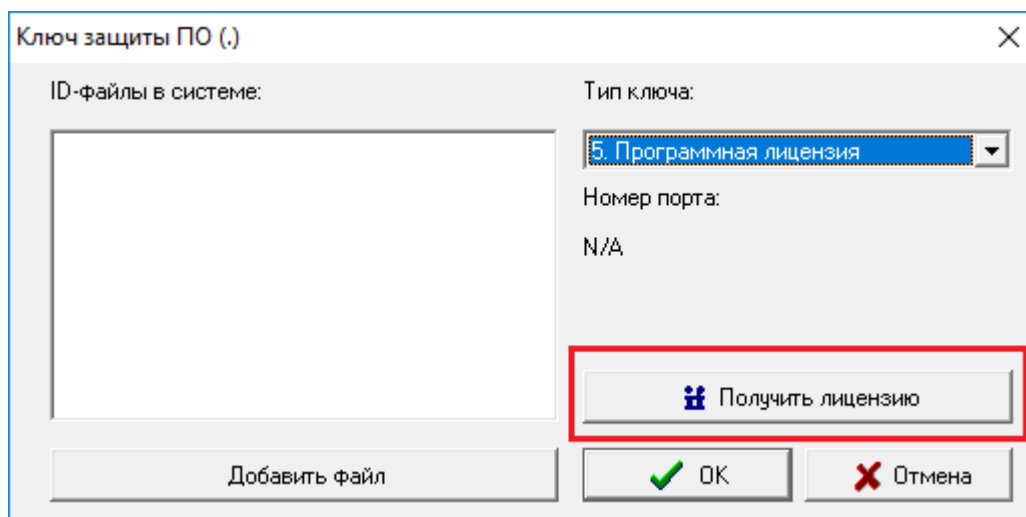 Ключ защиты ПО (.)
ID-файлы в системе:
Тип ключа:
5. Программная лицензия
Номер порта:
N/A
Получить лицензию
Добавить файл
OK
Отмена